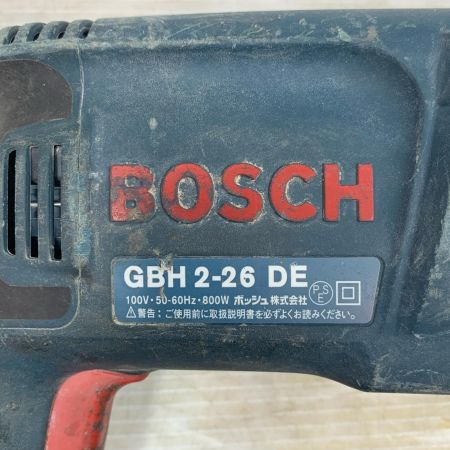 BOSCH
GBH 2-26 DE
100V・50-60Hz・800W ボッシュ株式会社
PSE
⚠警告：ご使用前に取扱説明書を必ずよくお読みください。